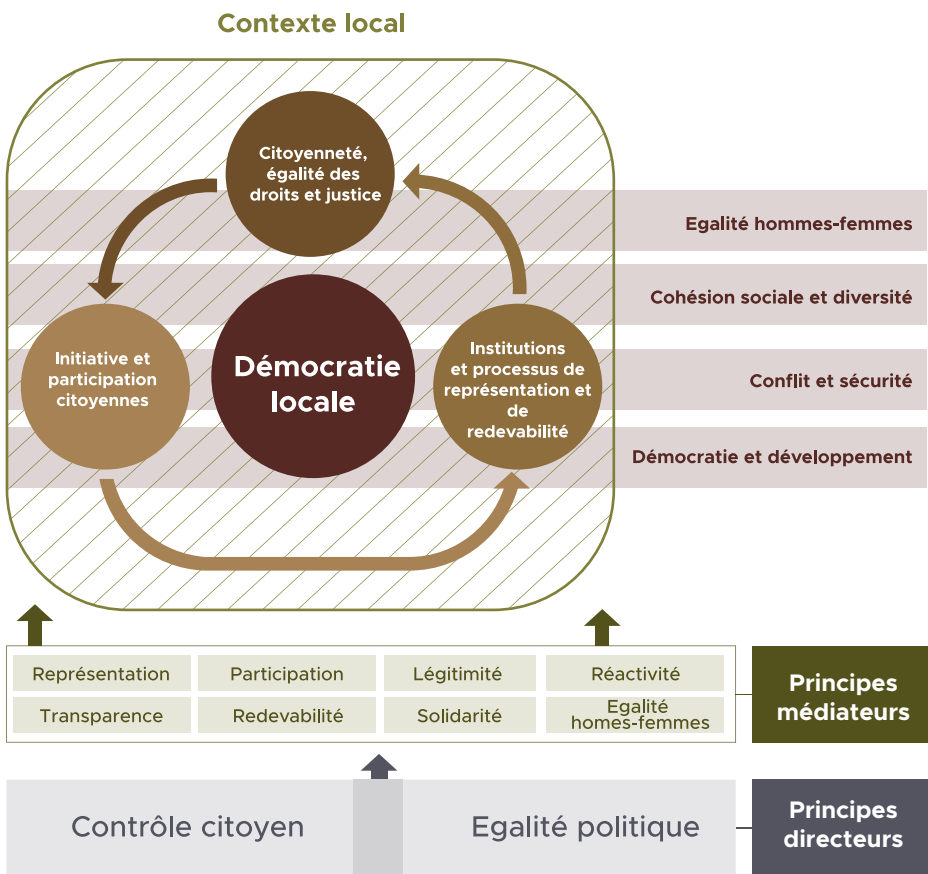 Contexte local
Citoyenneté,
égalité des
droits et justice
Egalité hommes-femmes
Cohésion sociale et diversité
Initiative et
participation
citoyennes
Démocratie
locale
Institutions
et processus de
représentation et
de
redevabilité
Conflit et sécurité
Démocratie et développement
Représentation
Participation
Légitimité
Réactivité
Transparence
Redevabilité
Solidarité
Egalité
homes-femmes
Principes
médiateurs
Contrôle citoyen
Egalité politique
Principes
directeurs